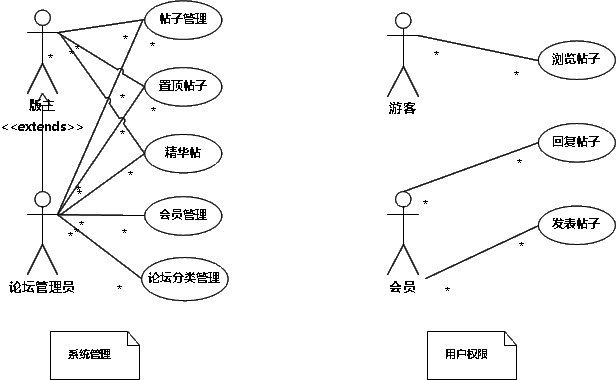 帖子管理
置顶帖子
版主
<<extends>>
精华帖
会员管理
论坛管理员
论坛分类管理
系统管理
浏览帖子
游客
回复帖子
发表帖子
会员
用户权限